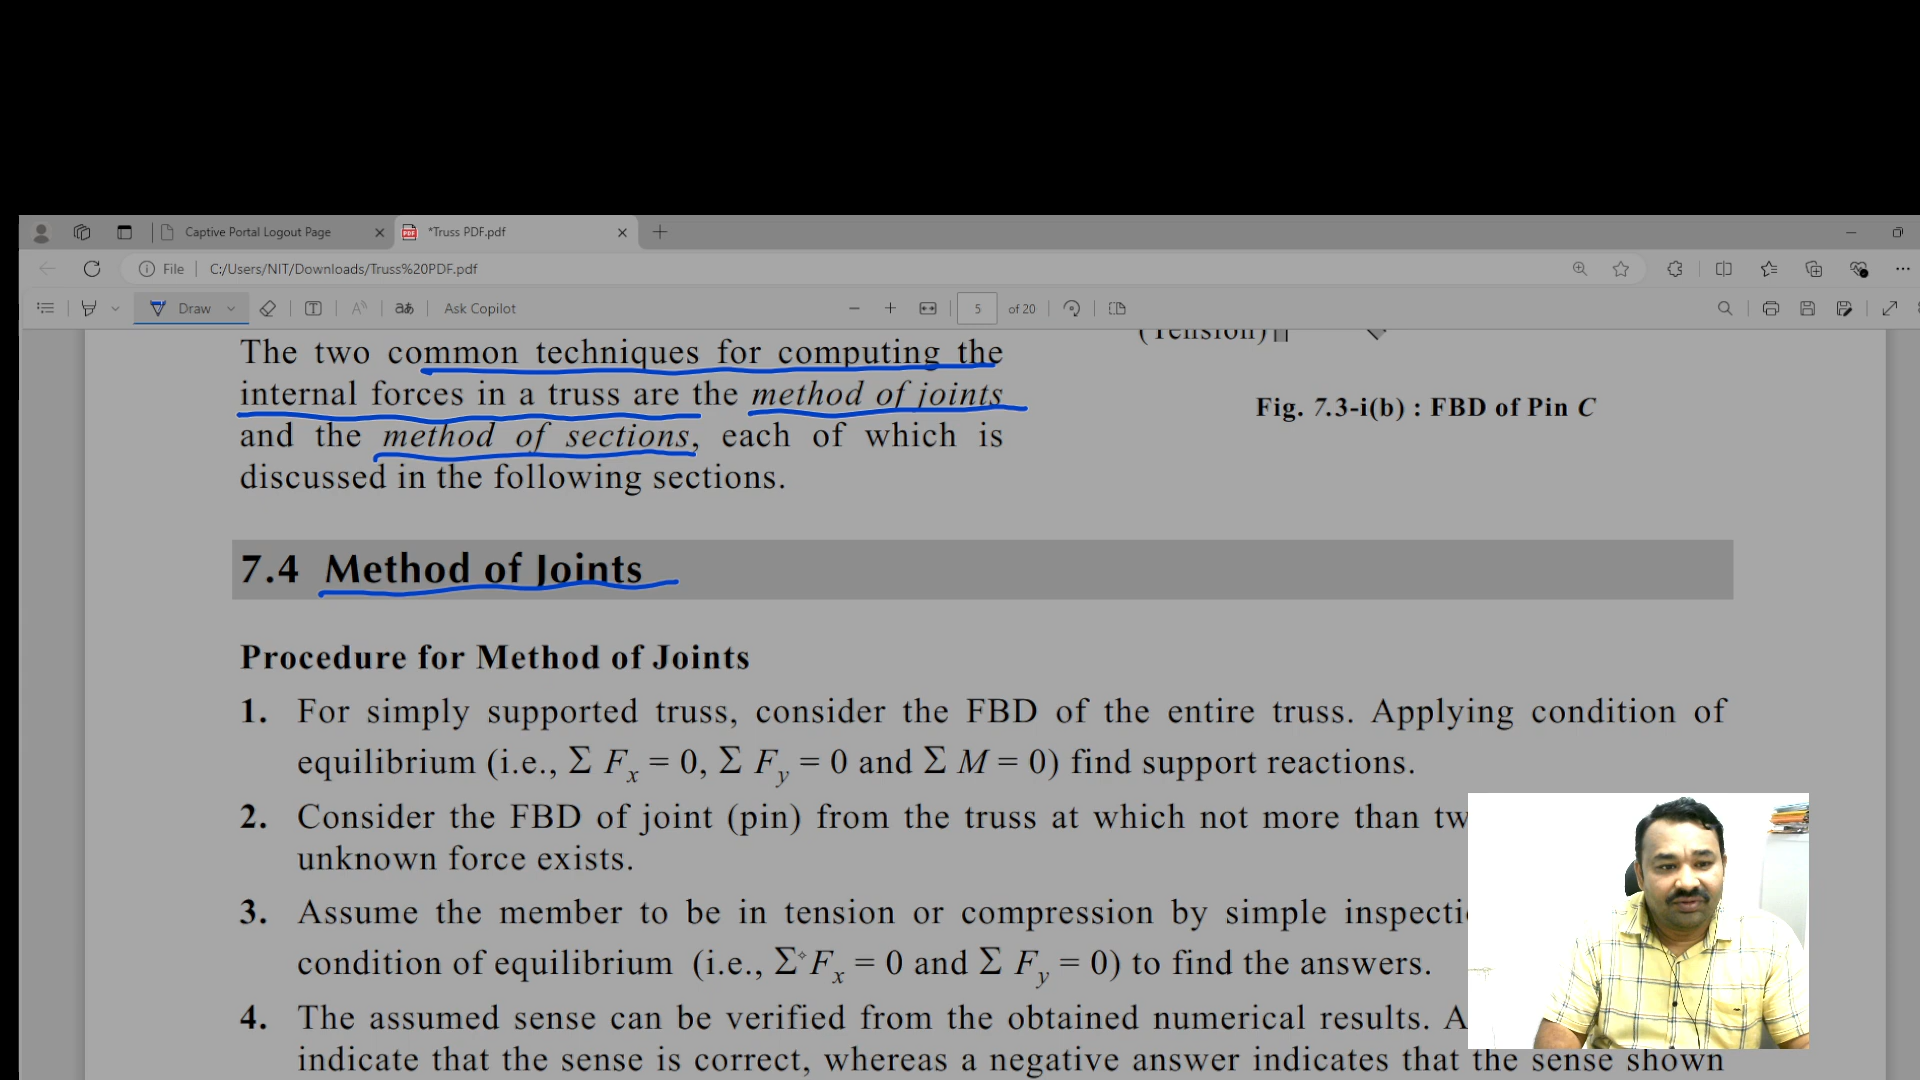 Captive Portal Logout Page
*Truss PDF.pdf
File C:/Users/NIT/Downloads/Truss%20PDF.pdf
Draw aあ Ask Copilot 5 of 20
(Tension)
The two common techniques for computing the
internal forces in a truss are the method of joints
and the method of sections, each of which is
discussed in the following sections.
Fig. 7.3-i(b) : FBD of Pin C
7.4 Method of Joints
Procedure for Method of Joints
1. For simply supported truss, consider the FBD of the entire truss. Applying condition of
equilibrium (i.e., Σ Fx = 0, Σ Fy = 0 and Σ M = 0) find support reactions.
2. Consider the FBD of joint (pin) from the truss at which not more than tw
unknown force exists.
3. Assume the member to be in tension or compression by simple inspecti
condition of equilibrium (i.e., Σ Fx = 0 and Σ Fy = 0) to find the answers.
4. The assumed sense can be verified from the obtained numerical results. A
indicate that the sense is correct, whereas a negative answer indicates that the sense shown